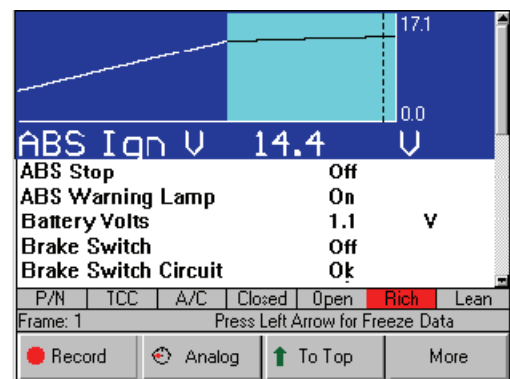 17.1
0.0
ABS Ign V 14.4 V
ABS Stop Off
ABS Warning Lamp On
Battery Volts 1.1 V
Brake Switch Off
Brake Switch Circuit Ok
P/N TCC A/C Closed Open Rich Lean
Frame: 1 Press Left Arrow for Freeze Data
Record Analog To Top More